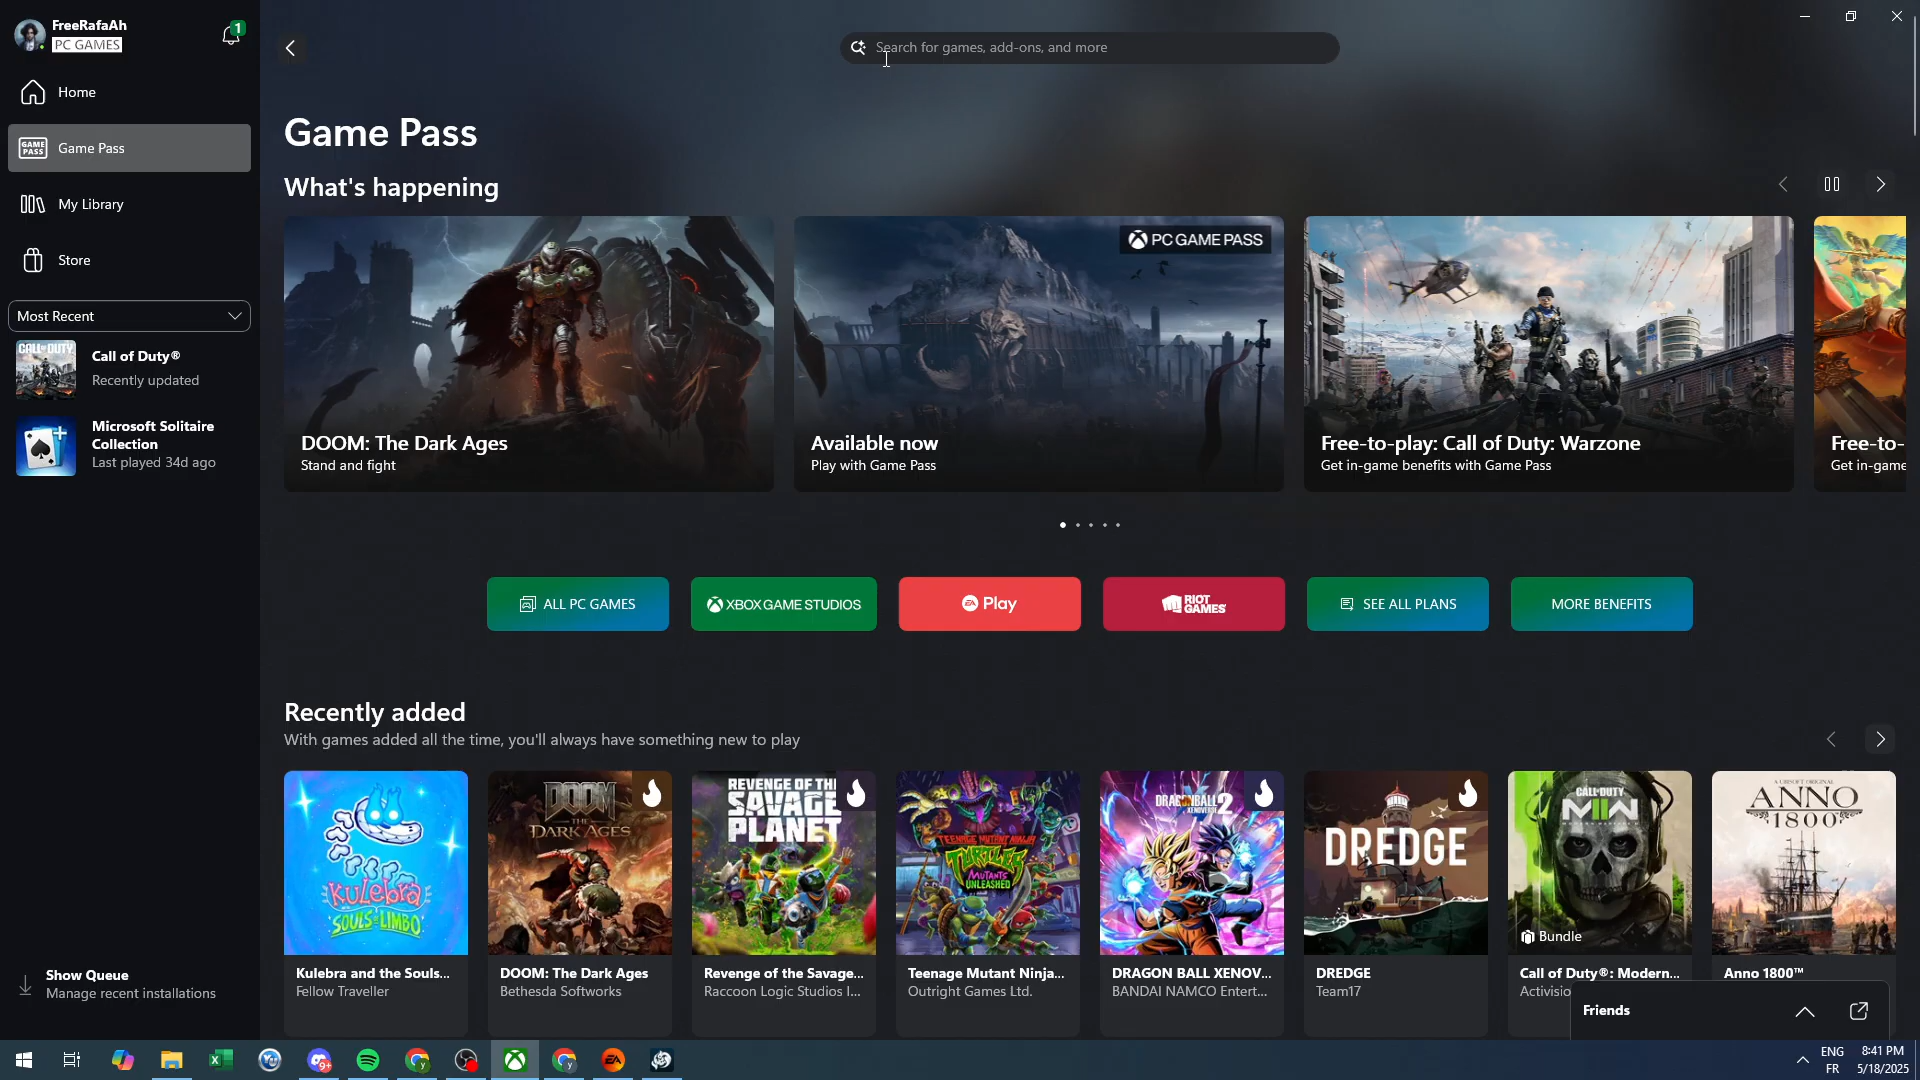 FreeRafaAh
PC GAMES
1
Home
Game Pass
My Library
Store
Most Recent
Call of Duty®
Recently updated
Microsoft Solitaire
Collection
Last played 34d ago
Show Queue
Manage recent installations
Search for games, add-ons, and more
Game Pass
What's happening
DOOM: The Dark Ages
Stand and fight
PC GAME PASS
Available now
Play with Game Pass
Free-to-play: Call of Duty: Warzone
Get in-game benefits with Game Pass
Free-to-
Get in-game
ALL PC GAMES
XBOX GAME STUDIOS
EA Play
RIOT GAMES
SEE ALL PLANS
MORE BENEFITS
Recently added
With games added all the time, you'll always have something new to play
KULEBRA
SOULS OF LIMBO
DOOM
THE DARK AGES
REVENGE OF THE
SAVAGE
PLANET
TEENAGE MUTANT NINJA
TURTLES
MUTANTS
UNLEASHED
DRAGONBALL
XENOVERSE 2
DREDGE
CALL OF DUTY
MWII
Bundle
A UBISOFT ORIGINAL
ANNO
1800
Kulebra and the Souls...
Fellow Traveller
DOOM: The Dark Ages
Bethesda Softworks
Revenge of the Savage...
Raccoon Logic Studios I...
Teenage Mutant Ninja...
Outright Games Ltd.
DRAGON BALL XENOV...
BANDAI NAMCO Entert...
DREDGE
Team17
Call of Duty®: Modern...
Activisio
Anno 1800™
Friends
9+
ENG
FR
8:41 PM
5/18/2025